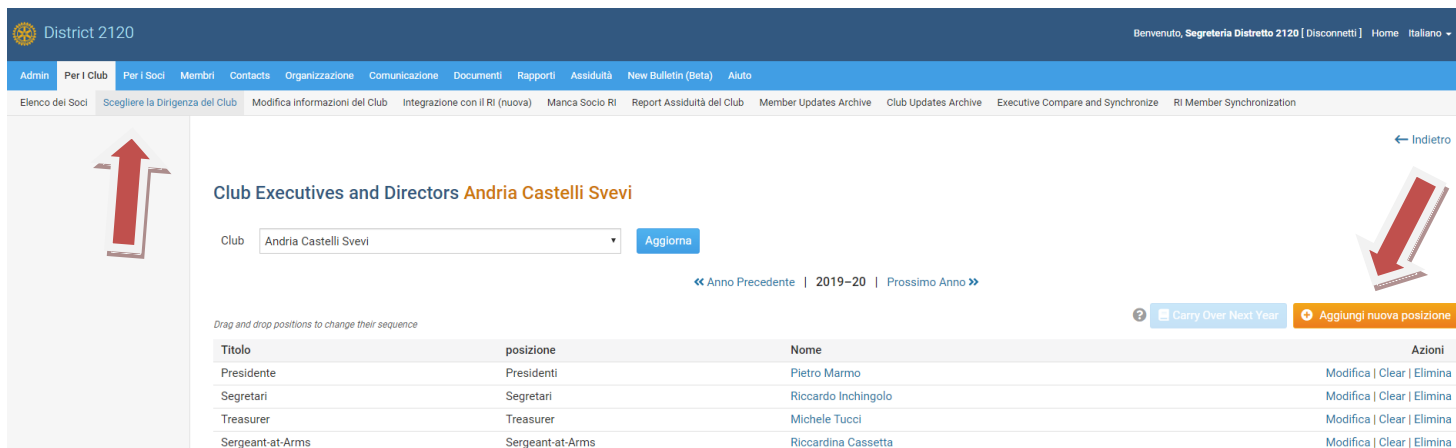 District 2120
Benvenuto, Segreteria Distretto 2120 [ Disconnetti ] Home Italiano
Admin Per I Club Per i Soci Membri Contacts Organizzazione Comunicazione Documenti Rapporti Assiduità New Bulletin (Beta) Aiuto
Elenco dei Soci Scegliere la Dirigenza del Club Modifica informazioni del Club Integrazione con il RI (nuova) Manca Socio RI Report Assiduità del Club Member Updates Archive Club Updates Archive Executive Compare and Synchronize RI Member Synchronization
← Indietro
Club Executives and Directors Andria Castelli Svevi
Club Andria Castelli Svevi Aggiorna
« Anno Precedente | 2019–20 | Prossimo Anno »
Drag and drop positions to change their sequence
? Carry Over Next Year + Aggiungi nuova posizione
Titolo posizione Nome Azioni
Presidente Presidenti Pietro Marmo Modifica | Clear | Elimina
Segretari Segretari Riccardo Inchingolo Modifica | Clear | Elimina
Treasurer Treasurer Michele Tucci Modifica | Clear | Elimina
Sergeant-at-Arms Sergeant-at-Arms Riccardina Cassetta Modifica | Clear | Elimina